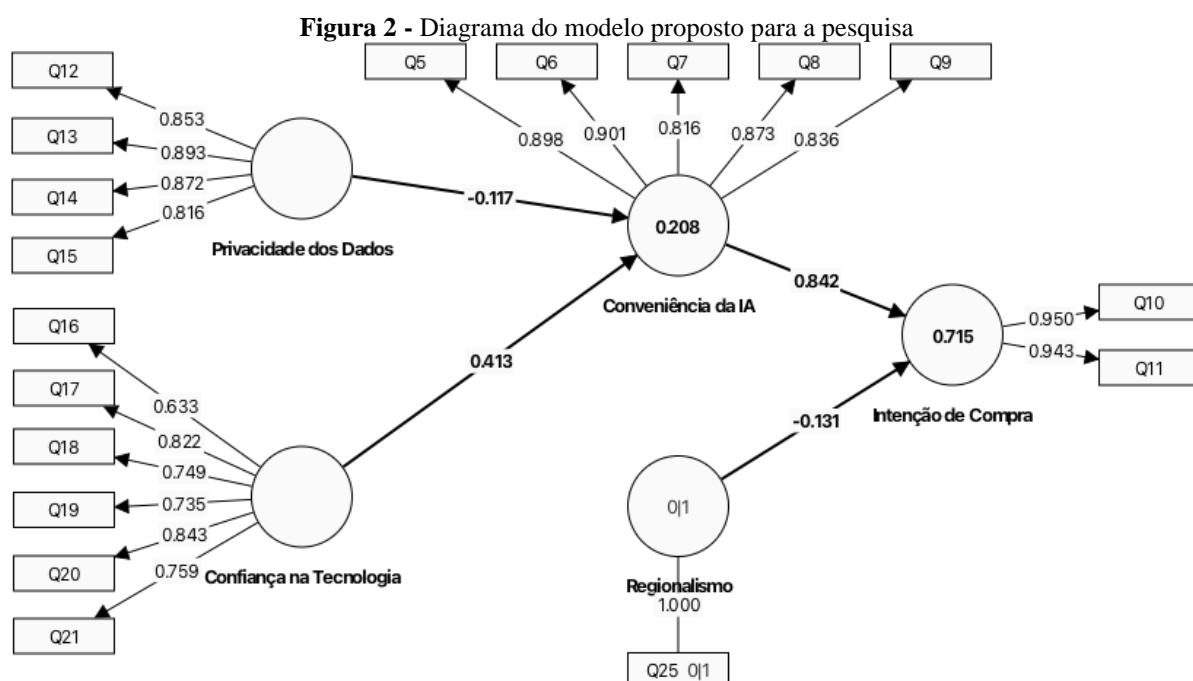 Figura 2 - Diagrama do modelo proposto para a pesquisa
Q12
Q13
Q14
Q15
0.853
0.893
0.872
0.816
Privacidade dos Dados
Q5
Q6
Q7
Q8
Q9
0.898
0.901
0.816
0.873
0.836
-0.117
0.208
Conveniência da IA
0.842
Q16
Q17
Q18
Q19
Q20
Q21
0.633
0.822
0.749
0.735
0.843
0.759
Confiança na Tecnologia
0.413
0.715
Intenção de Compra
0.950
0.943
Q10
Q11
-0.131
0|1
Regionalismo
1.000
Q25 0|1